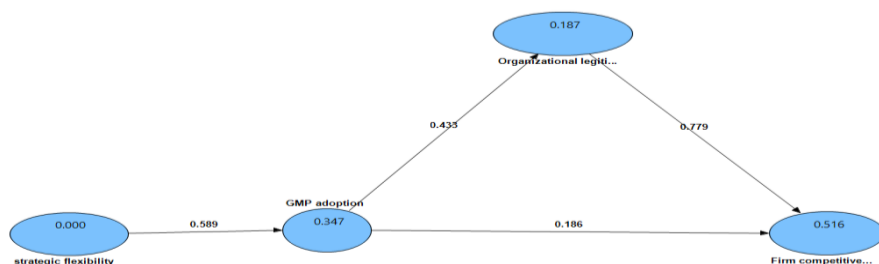 0.187
Organizational legiti...
0.433
0.779
GMP adoption
0.000
0.589
0.347
0.186
0.516
strategic flexibility
Firm competitive...